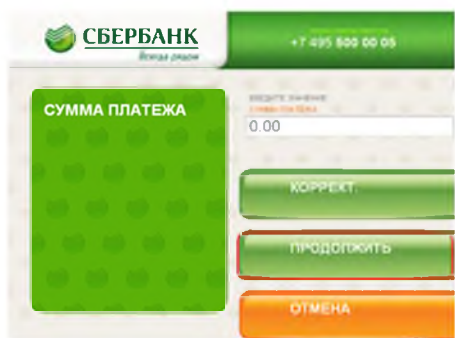 СБЕРБАНК
Всегда рядом
+7 495 500 00 05
СУММА ПЛАТЕЖА
0.00
КОРРЕКТ.
ПРОДОЛЖИТЬ
ОТМЕНА